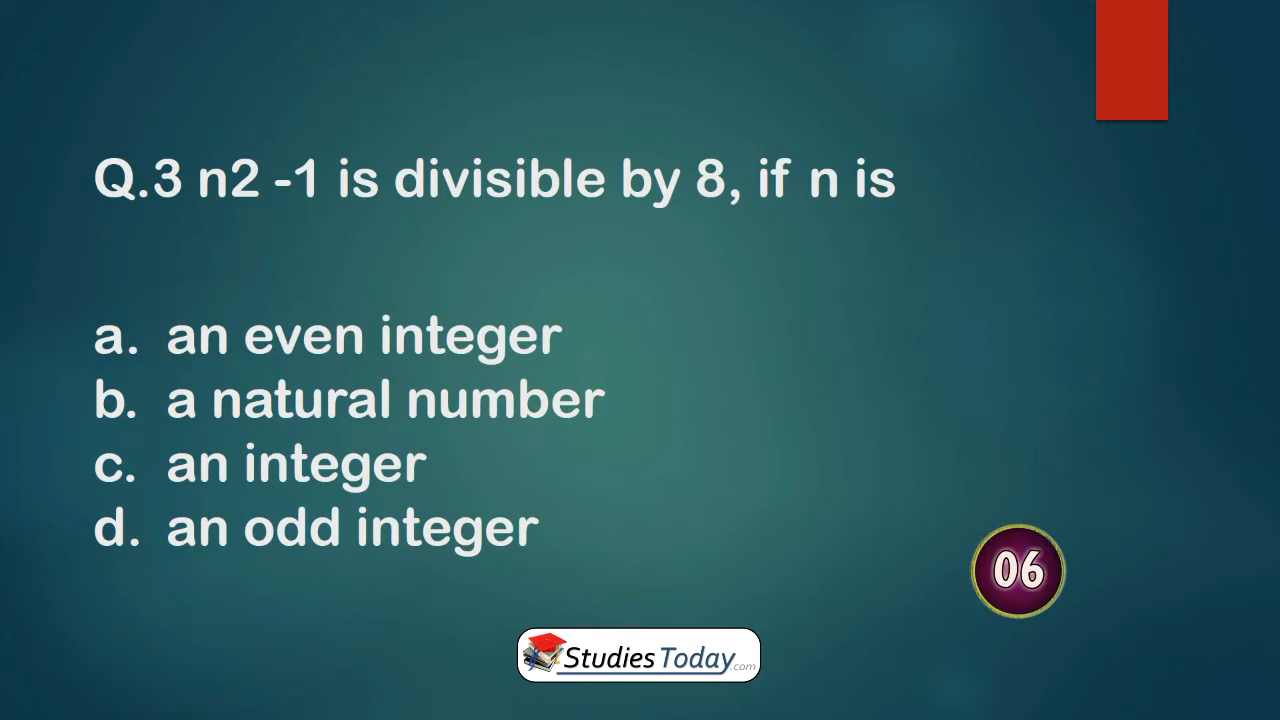 Q.3 n2 -1 is divisible by 8, if n is
a. an even integer
b. a natural number
c. an integer
d. an odd integer
06
StudiesToday.com